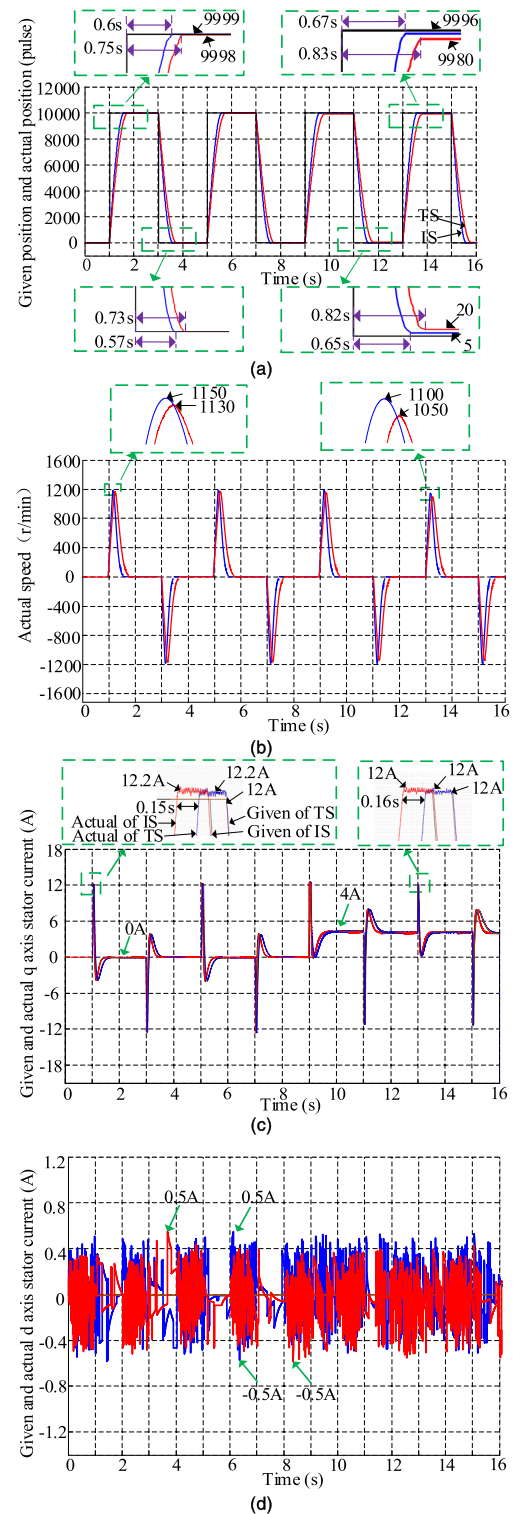 0.6s
9999
0.75s
9998
0.67s
9996
0.83s
9980
Given position and actual position (pulse)
12000
10000
8000
6000
4000
2000
0
TS
IS
0 2 4 6 8 10 12 14 16
Time (s)
0.73s
0.57s
0.82s
20
0.65s
5
(a)
1150
1130
1100
1050
Actual speed (r/min)
1600
1200
800
400
0
-400
-800
-1200
-1600
0 2 4 6 8 10 12 14 16
Time (s)
(b)
12.2A
12.2A
12A
0.15s
Actual of IS
Given of TS
Actual of TS
Given of IS
12A
12A
12A
0.16s
Given and actual q axis stator current (A)
18
12
6
0
-6
-12
-18
0A
4A
0 2 4 6 8 10 12 14 16
Time (s)
(c)
Given and actual d axis stator current (A)
1.2
0.8
0.4
0
-0.4
-0.8
-1.2
0.5A
0.5A
-0.5A
-0.5A
0 2 4 6 8 10 12 14 16
Time (s)
(d)